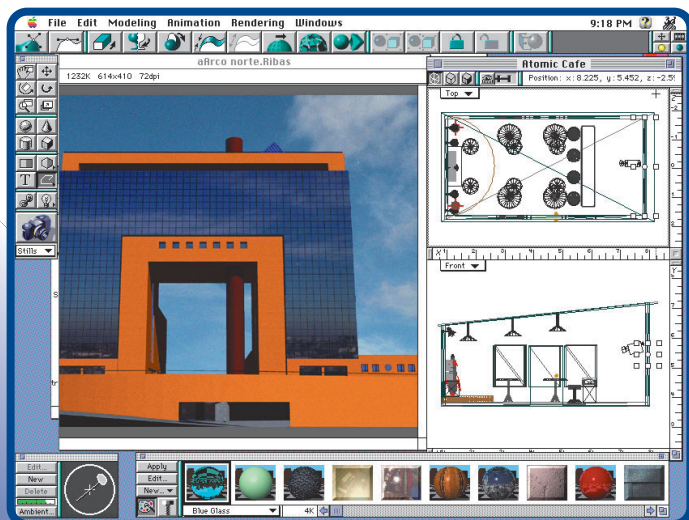 File Edit Modeling Animation Rendering Windows 9:18 PM
aArco norte.Ribas
1232K 614x410 72dpi
Atomic Cafe
Position: x:8.225, y:5.452, z:-2.5
Top
T
Stills
Front
Edit...
New
Delete
Ambient...
Apply
Edit...
New...
Blue Glass 4K